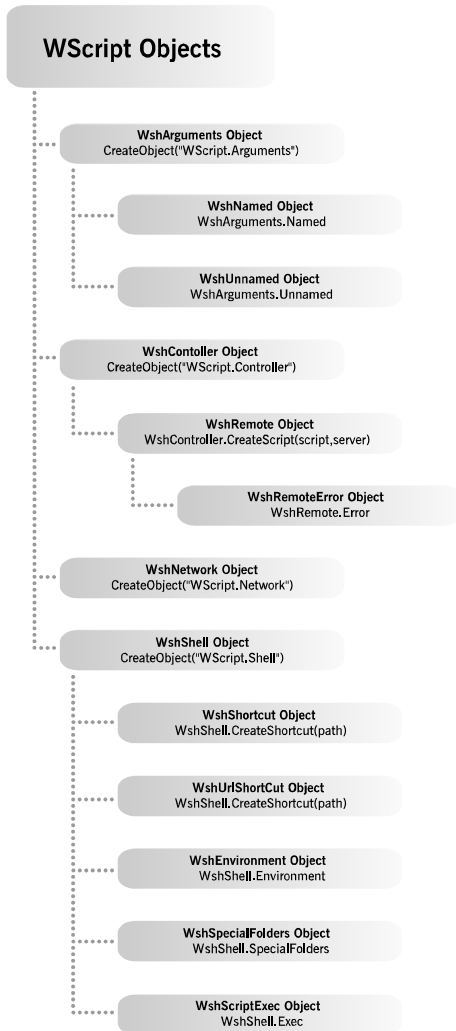 WScript Objects
WshArguments Object
CreateObject("WScript.Arguments")
WshNamed Object
WshArguments.Named
WshUnnamed Object
WshArguments.Unnamed
WshContoller Object
CreateObject("WScript.Controller")
WshRemote Object
WshController.CreateScript(script,server)
WshRemoteError Object
WshRemote.Error
WshNetwork Object
CreateObject("WScript.Network")
WshShell Object
CreateObject("WScript.Shell")
WshShortcut Object
WshShell.CreateShortcut(path)
WshUrlShortCut Object
WshShell.CreateShortcut(path)
WshEnvironment Object
WshShell.Environment
WshSpecialFolders Object
WshShell.SpecialFolders
WshScriptExec Object
WshShell.Exec